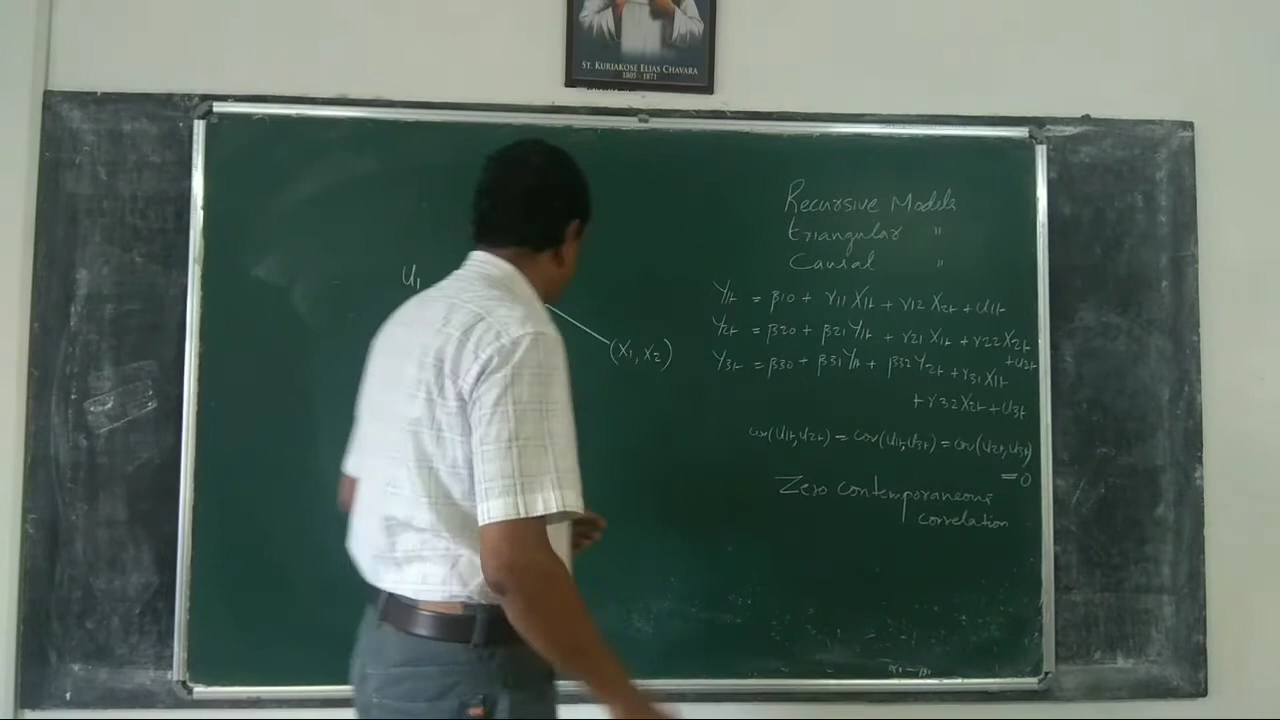 ST. KURIAKOSE ELIAS CHAVARA
1805 - 1871
Recursive Models
triangular "
Causal "
Y1t = β10 + γ11 X1t + γ12 X2t + u1t
Y2t = β20 + β21 Y1t + γ21 X1t + γ22 X2t
+ u2t
Y3t = β30 + β31 Y1t + β32 Y2t + γ31 X1t
+ γ32 X2t + u3t
cov(u1t, u2t) = cov(u1t, u3t) = cov(u2t, u3t)
= 0
Zero contemporaneous
correlation
U1
(X1, X2)